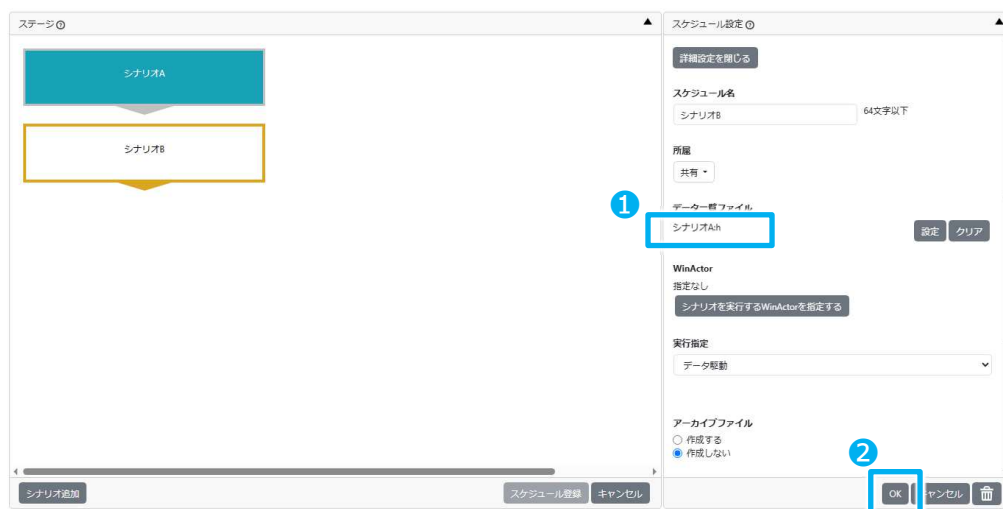 ステージ
シナリオA
シナリオB
シナリオ追加
スケジュール登録 キャンセル
スケジュール設定
詳細設定を閉じる
スケジュール名
シナリオB 64文字以下
所属
共有
1
データ一覧ファイル
シナリオA:h 設定 クリア
WinActor
指定なし
シナリオを実行するWinActorを指定する
実行指定
データ駆動
アーカイブファイル
作成する
作成しない
2
OK キャンセル